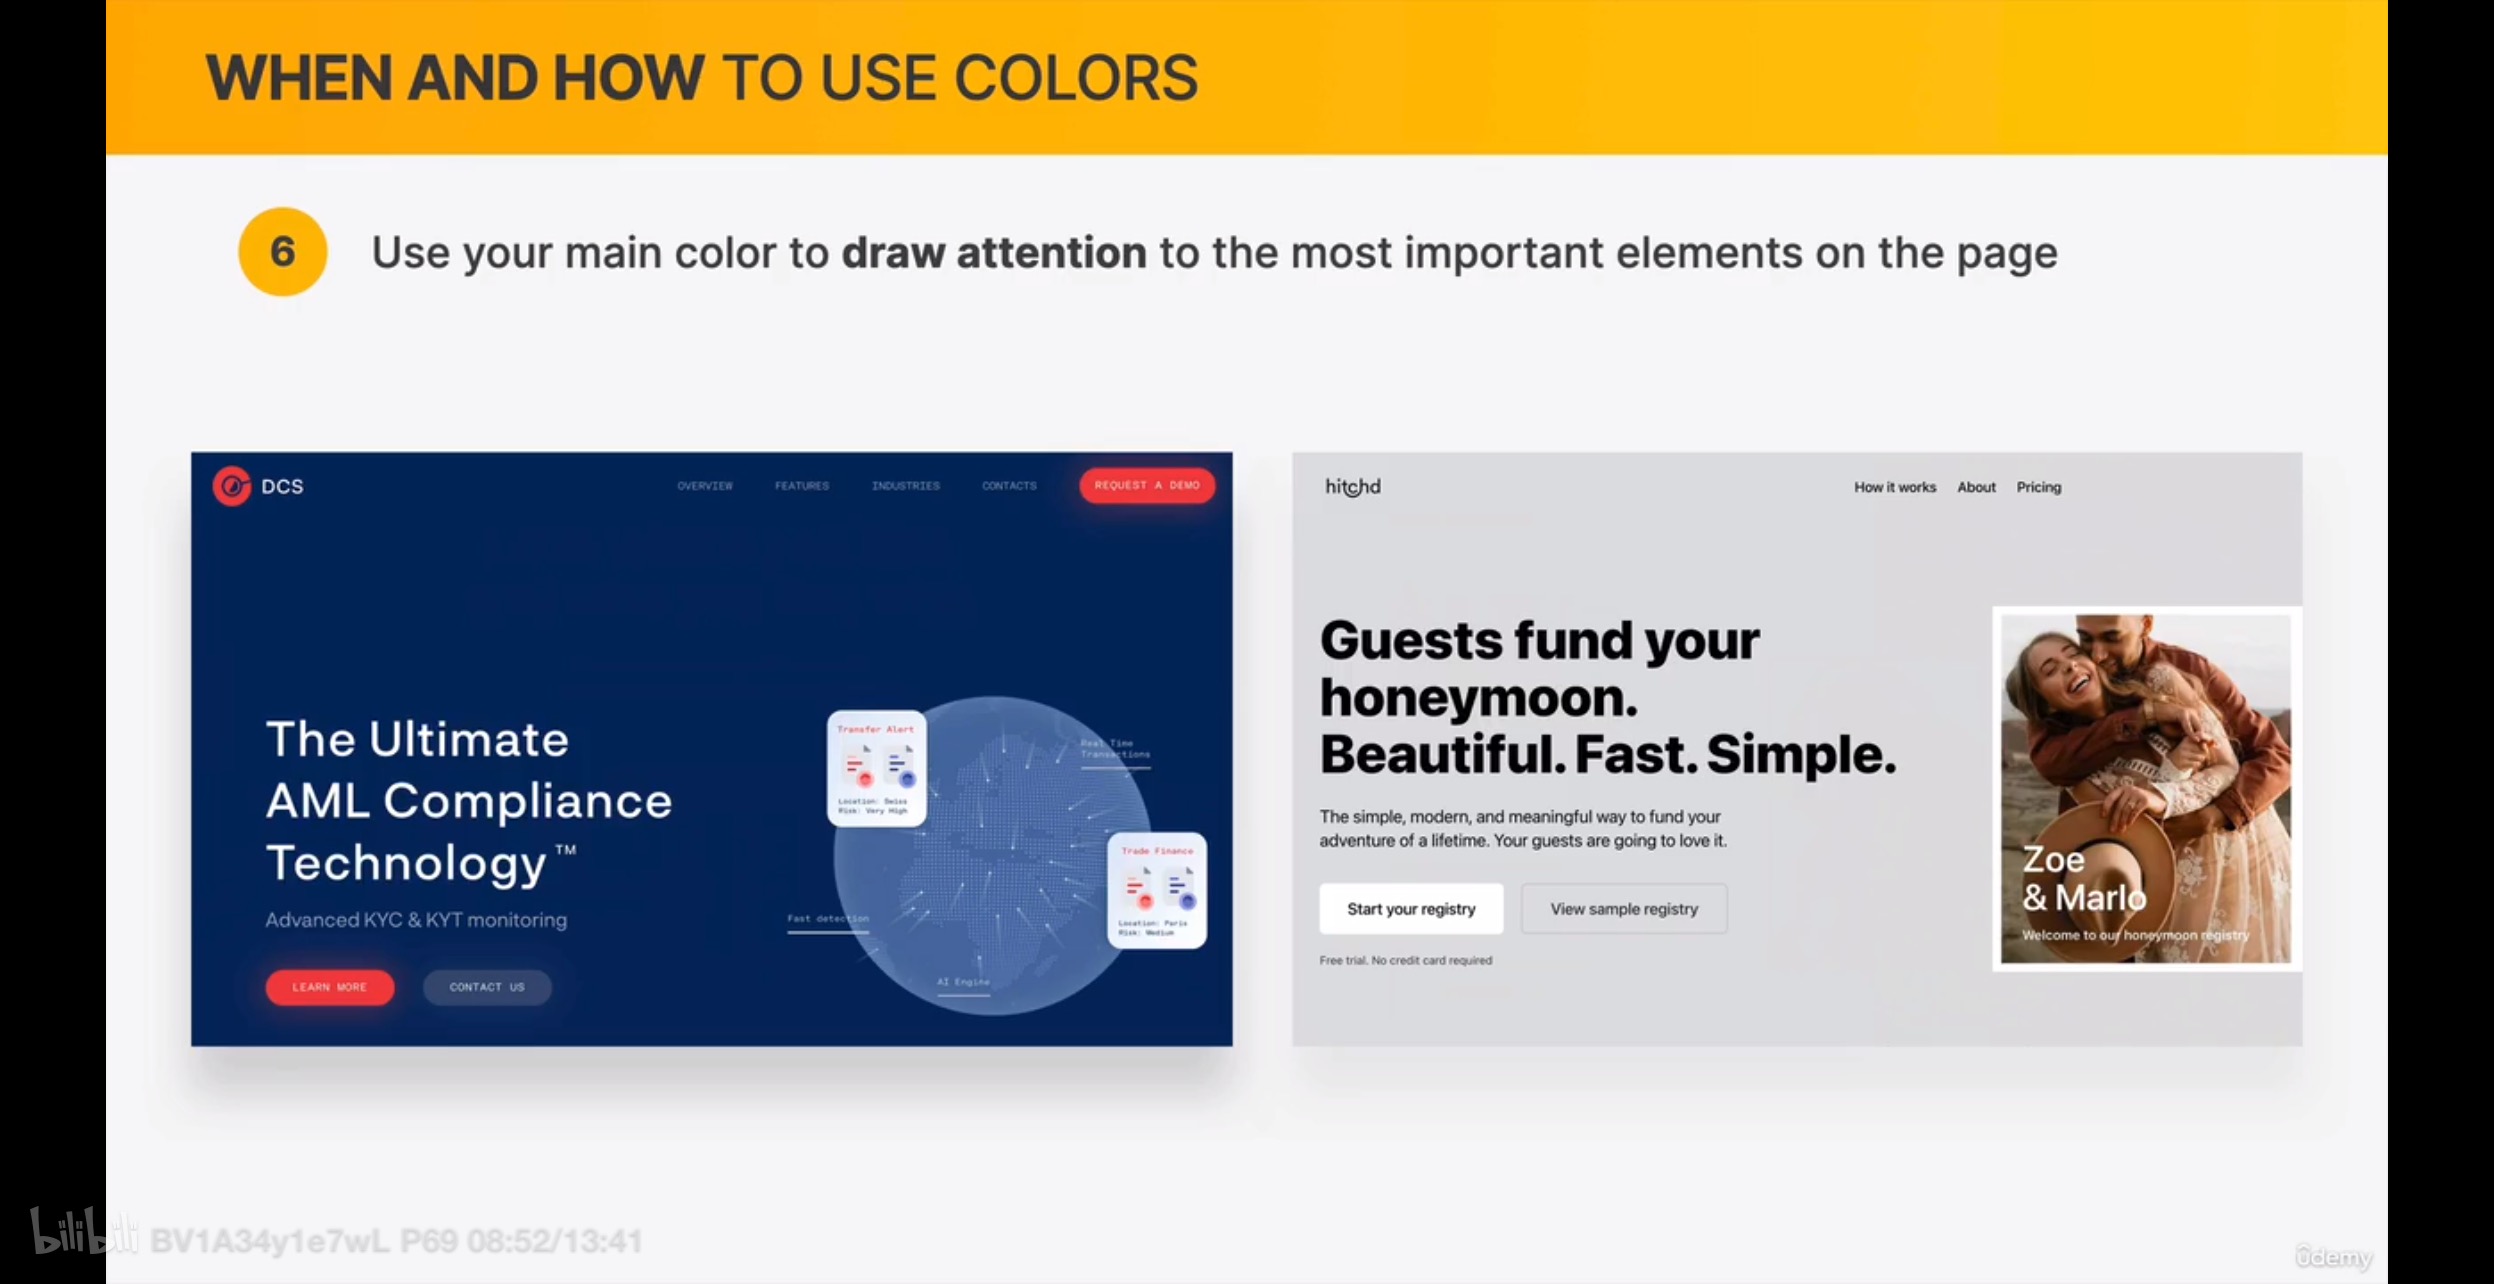 WHEN AND HOW TO USE COLORS
6
Use your main color to draw attention to the most important elements on the page
DCS
OVERVIEW
FEATURES
INDUSTRIES
CONTACTS
REQUEST A DEMO
The Ultimate
AML Compliance
Technology™
Advanced KYC & KYT monitoring
LEARN MORE
CONTACT US
Transfer Alert
Location: Swiss
Risk: Very High
Real Time
Transactions
Trade Finance
Location: Paris
Risk: Medium
Fast detection
AI Engine
hitchd
How it works
About
Pricing
Guests fund your
honeymoon.
Beautiful. Fast. Simple.
The simple, modern, and meaningful way to fund your
adventure of a lifetime. Your guests are going to love it.
Start your registry
View sample registry
Free trial. No credit card required
Zoe
& Marlo
Welcome to our honeymoon registry
bilibili BV1A34y1e7wL P69 08:52/13:41
ûdemy